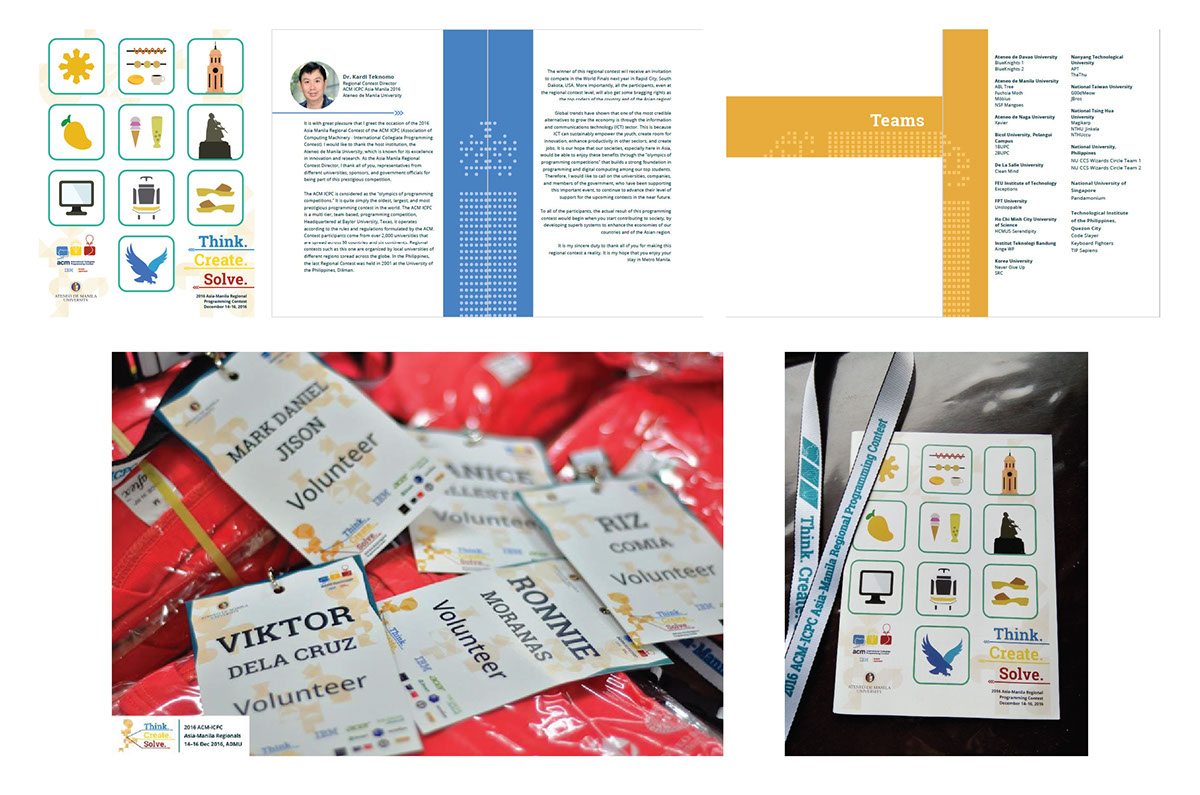 acm International Collegiate Programming Contest
IBM
ATENEO DE MANILA
UNIVERSITY
Think.
Create.
Solve.
2016 Asia-Manila Regional
Programming Contest
December 14-16, 2016
Dr. Kardi Teknomo
Regional Contest Director
ACM-ICPC Asia Manila 2016
Ateneo de Manila University
It is with great pleasure that I greet the occasion of the 2016
Asia Manila Regional Contest of the ACM ICPC (Association of
Computing Machinery - International Collegiate Programming
Contest) I would like to thank the host institution, the
Ateneo de Manila University, which is known for its excellence
in innovation and research. As the Asia Manila Regional
Contest Director, I thank all of you, representatives from
different universities, sponsors, and government officials for
being part of this prestigious competition.
The ACM-ICPC is considered as the "olympics of programming
competitions." It is quite simply the oldest, largest, and most
prestigious programming contest in the world. The ACM ICPC
is a multi tier, team-based, programming competition,
headquartered at Baylor University, Texas. It operates
according to the rules and regulations formulated by the ACM.
Contest participants come from over 2,000 universities that
are spread across 90 countries and six continents. Regional
contests such as this one are organized by local universities of
different regions spread across the globe. In the Philippines,
the last Regional Contest was held in 2001 at the University of
the Philippines, Diliman.
The winner of this regional contest will receive an invitation
to compete in the World Finals next year in Rapid City, South
Dakota, USA. More importantly, all the participants, even at
the regional contest level, will also get some bragging rights as
the top coders of the country and of the Asian region!
Global trends have shown that one of the most credible
alternatives to grow the economy is through the information
and communications technology (ICT) sector. This is because
ICT can sustainably empower the youth, create room for
innovation, enhance productivity in other sectors, and create
jobs. It is our hope that our societies, especially here in Asia,
would be able to enjoy these benefits through the "olympics of
programming competitions" that builds a strong foundation in
programming and digital computing among our top students.
Therefore, I would like to call on the universities, companies,
and members of the government, who have been supporting
this important event, to continue to advance their level of
support for the upcoming contests in the near future.
To all of the participants, the actual result of this programming
contest would begin when you start contributing to society, by
developing superb systems to enhance the economies of our
countries and of the Asian region.
It is my sincere duty to thank all of you for making this
regional contest a reality. It is my hope that you enjoy your
stay in Metro Manila.
Teams
Ateneo de Davao University
BlueKnights 1
BlueKnights 2
Ateneo de Manila University
ABL Tree
Fuchsia Moth
Möbius
NSF Mangoes
Ateneo de Naga University
Xavier
Bicol University, Polangui
Campus
1BUPC
2BUPC
De La Salle University
Clean Mind
FEU Institute of Technology
Exceptions
FPT University
Unstoppable
Ho Chi Minh City University
of Science
HCMUS Serendipity
Institut Teknologi Bandung
Ainge WF
Korea University
Never Give Up
SRC
Nanyang Technological
University
APT
ThaThu
National Taiwan University
G00dMeow
JBros
National Tsing Hua
University
Magikarp
NTHU_Jinkela
NTHUccu
National University,
Philippines
NU CCS Wizards Circle Team 1
NU CCS Wizards Circle Team 2
National University of
Singapore
Pandamonium
Technological Institute
of the Philippines,
Quezon City
Code Slayer
Keyboard Fighters
TIP Sapiens
MARK DANIEL
JISON
Volunteer
IBM
Think.
Create.
Solve.
Volunteer
IBM
RIZ
COMIA
Volunteer
IBM
VIKTOR
DELA CRUZ
Volunteer
IBM
Think.
RONNIE
MORANAS
Volunteer
IBM
Think.
Create.
Solve.
Think.
Create.
Solve.
2016 ACM-ICPC
Asia-Manila Regionals
14-16 Dec 2016, ADMU
Think. Create.
2016 ACM-ICPC Asia-Manila Regional Programming Contest
acm
IBM
ATENEO DE MANILA
UNIVERSITY
Think.
Create.
Solve.
2016 Asia-Manila Regional
Programming Contest
December 14-16, 2016